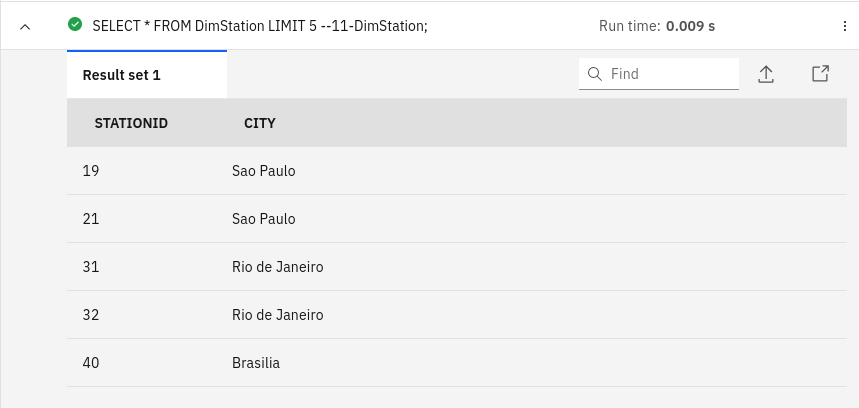 SELECT * FROM DimStation LIMIT 5 --11-DimStation; Run time: 0.009 s
Result set 1 Find
STATIONID CITY
19 Sao Paulo
21 Sao Paulo
31 Rio de Janeiro
32 Rio de Janeiro
40 Brasilia